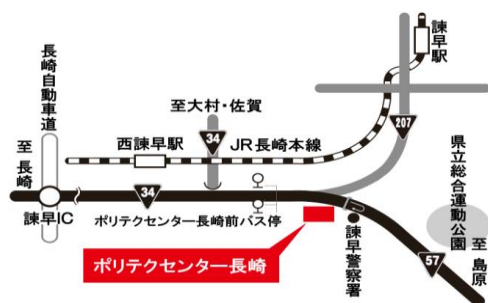 長崎自動車道
諫早駅
至大村・佐賀
34
207
西諫早駅
JR長崎本線
県立総合運動公園
至長崎
34
諫早IC
ポリテクセンター長崎前バス停
ポリテクセンター長崎
諫早警察署
57
至島原